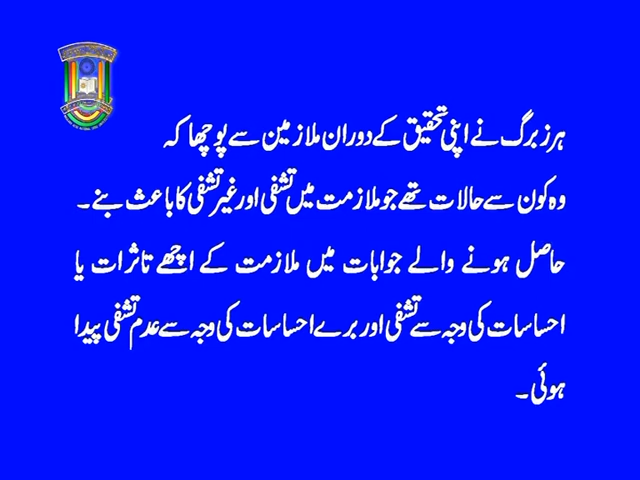 ہرزبرگ نے اپنی تحقیق کے دوران ملازمین سے پوچھا کہ
وہ کون سے حالات تھے جو ملازمت میں تشفی اور غیر تشفی کا باعث بنے۔
حاصل ہونے والے جوابات میں ملازمت کے اچھے تاثرات یا
احساسات کی وجہ سے تشفی اور برے احساسات کی وجہ سے عدم تشفی پیدا
ہوئی۔